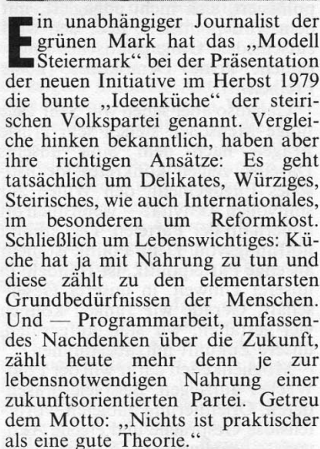 Ein unabhängiger Journalist der
grünen Mark hat das „Modell
Steiermark“ bei der Präsentation
der neuen Initiative im Herbst 1979
die bunte „Ideenküche“ der steiri-
schen Volkspartei genannt. Verglei-
che hinken bekanntlich, haben aber
ihre richtigen Ansätze: Es geht
tatsächlich um Delikates, Würziges,
Steirisches, wie auch Internationales,
im besonderen um Reformkost.
Schließlich um Lebenswichtiges: Kü-
che hat ja mit Nahrung zu tun und
diese zählt zu den elementarsten
Grundbedürfnissen der Menschen.
Und — Programmarbeit, umfassen-
des Nachdenken über die Zukunft,
zählt heute mehr denn je zur
lebensnotwendigen Nahrung einer
zukunftsorientierten Partei. Getreu
dem Motto: „Nichts ist praktischer
als eine gute Theorie.“